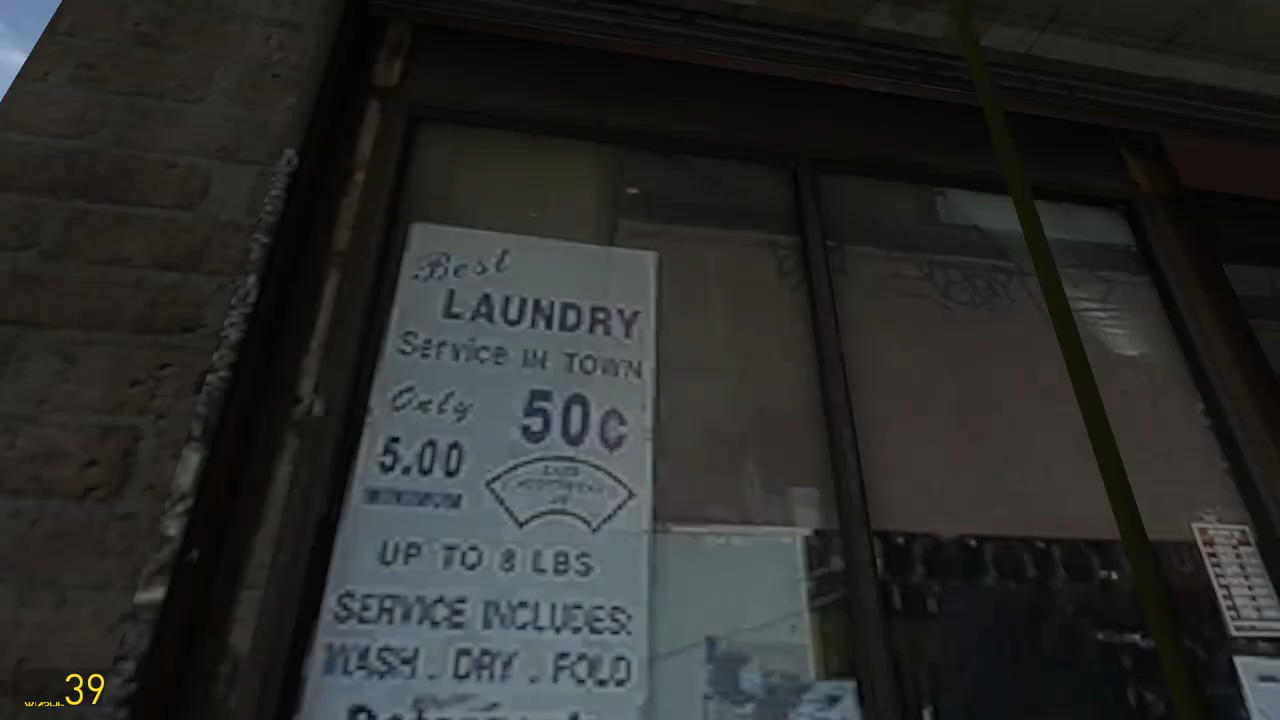 Best
LAUNDRY
Service IN TOWN
Only 50¢
5.00
MINIMUM
UP TO 8 LBS
SERVICE INCLUDES:
WASH . DRY . FOLD
39